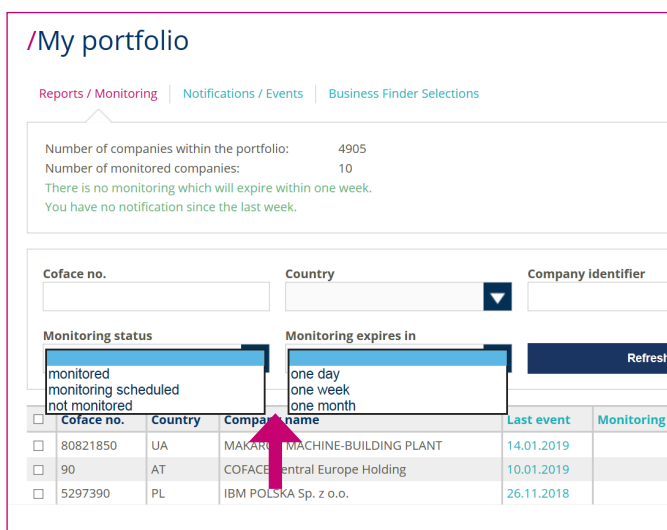 /My portfolio
Reports / Monitoring Notifications / Events Business Finder Selections
Number of companies within the portfolio: 4905
Number of monitored companies: 10
There is no monitoring which will expire within one week.
You have no notification since the last week.
Coface no. Country Company identifier
Monitoring status Monitoring expires in
Refresh
monitored one day
monitoring scheduled one week
not monitored one month
Coface no. Country Company name Last event Monitoring
80821850 UA MACHINE-BUILDING PLANT 14.01.2019
90 AT COFACE Central Europe Holding 10.01.2019
5297390 PL IBM POLSKA Sp. z o.o. 26.11.2018